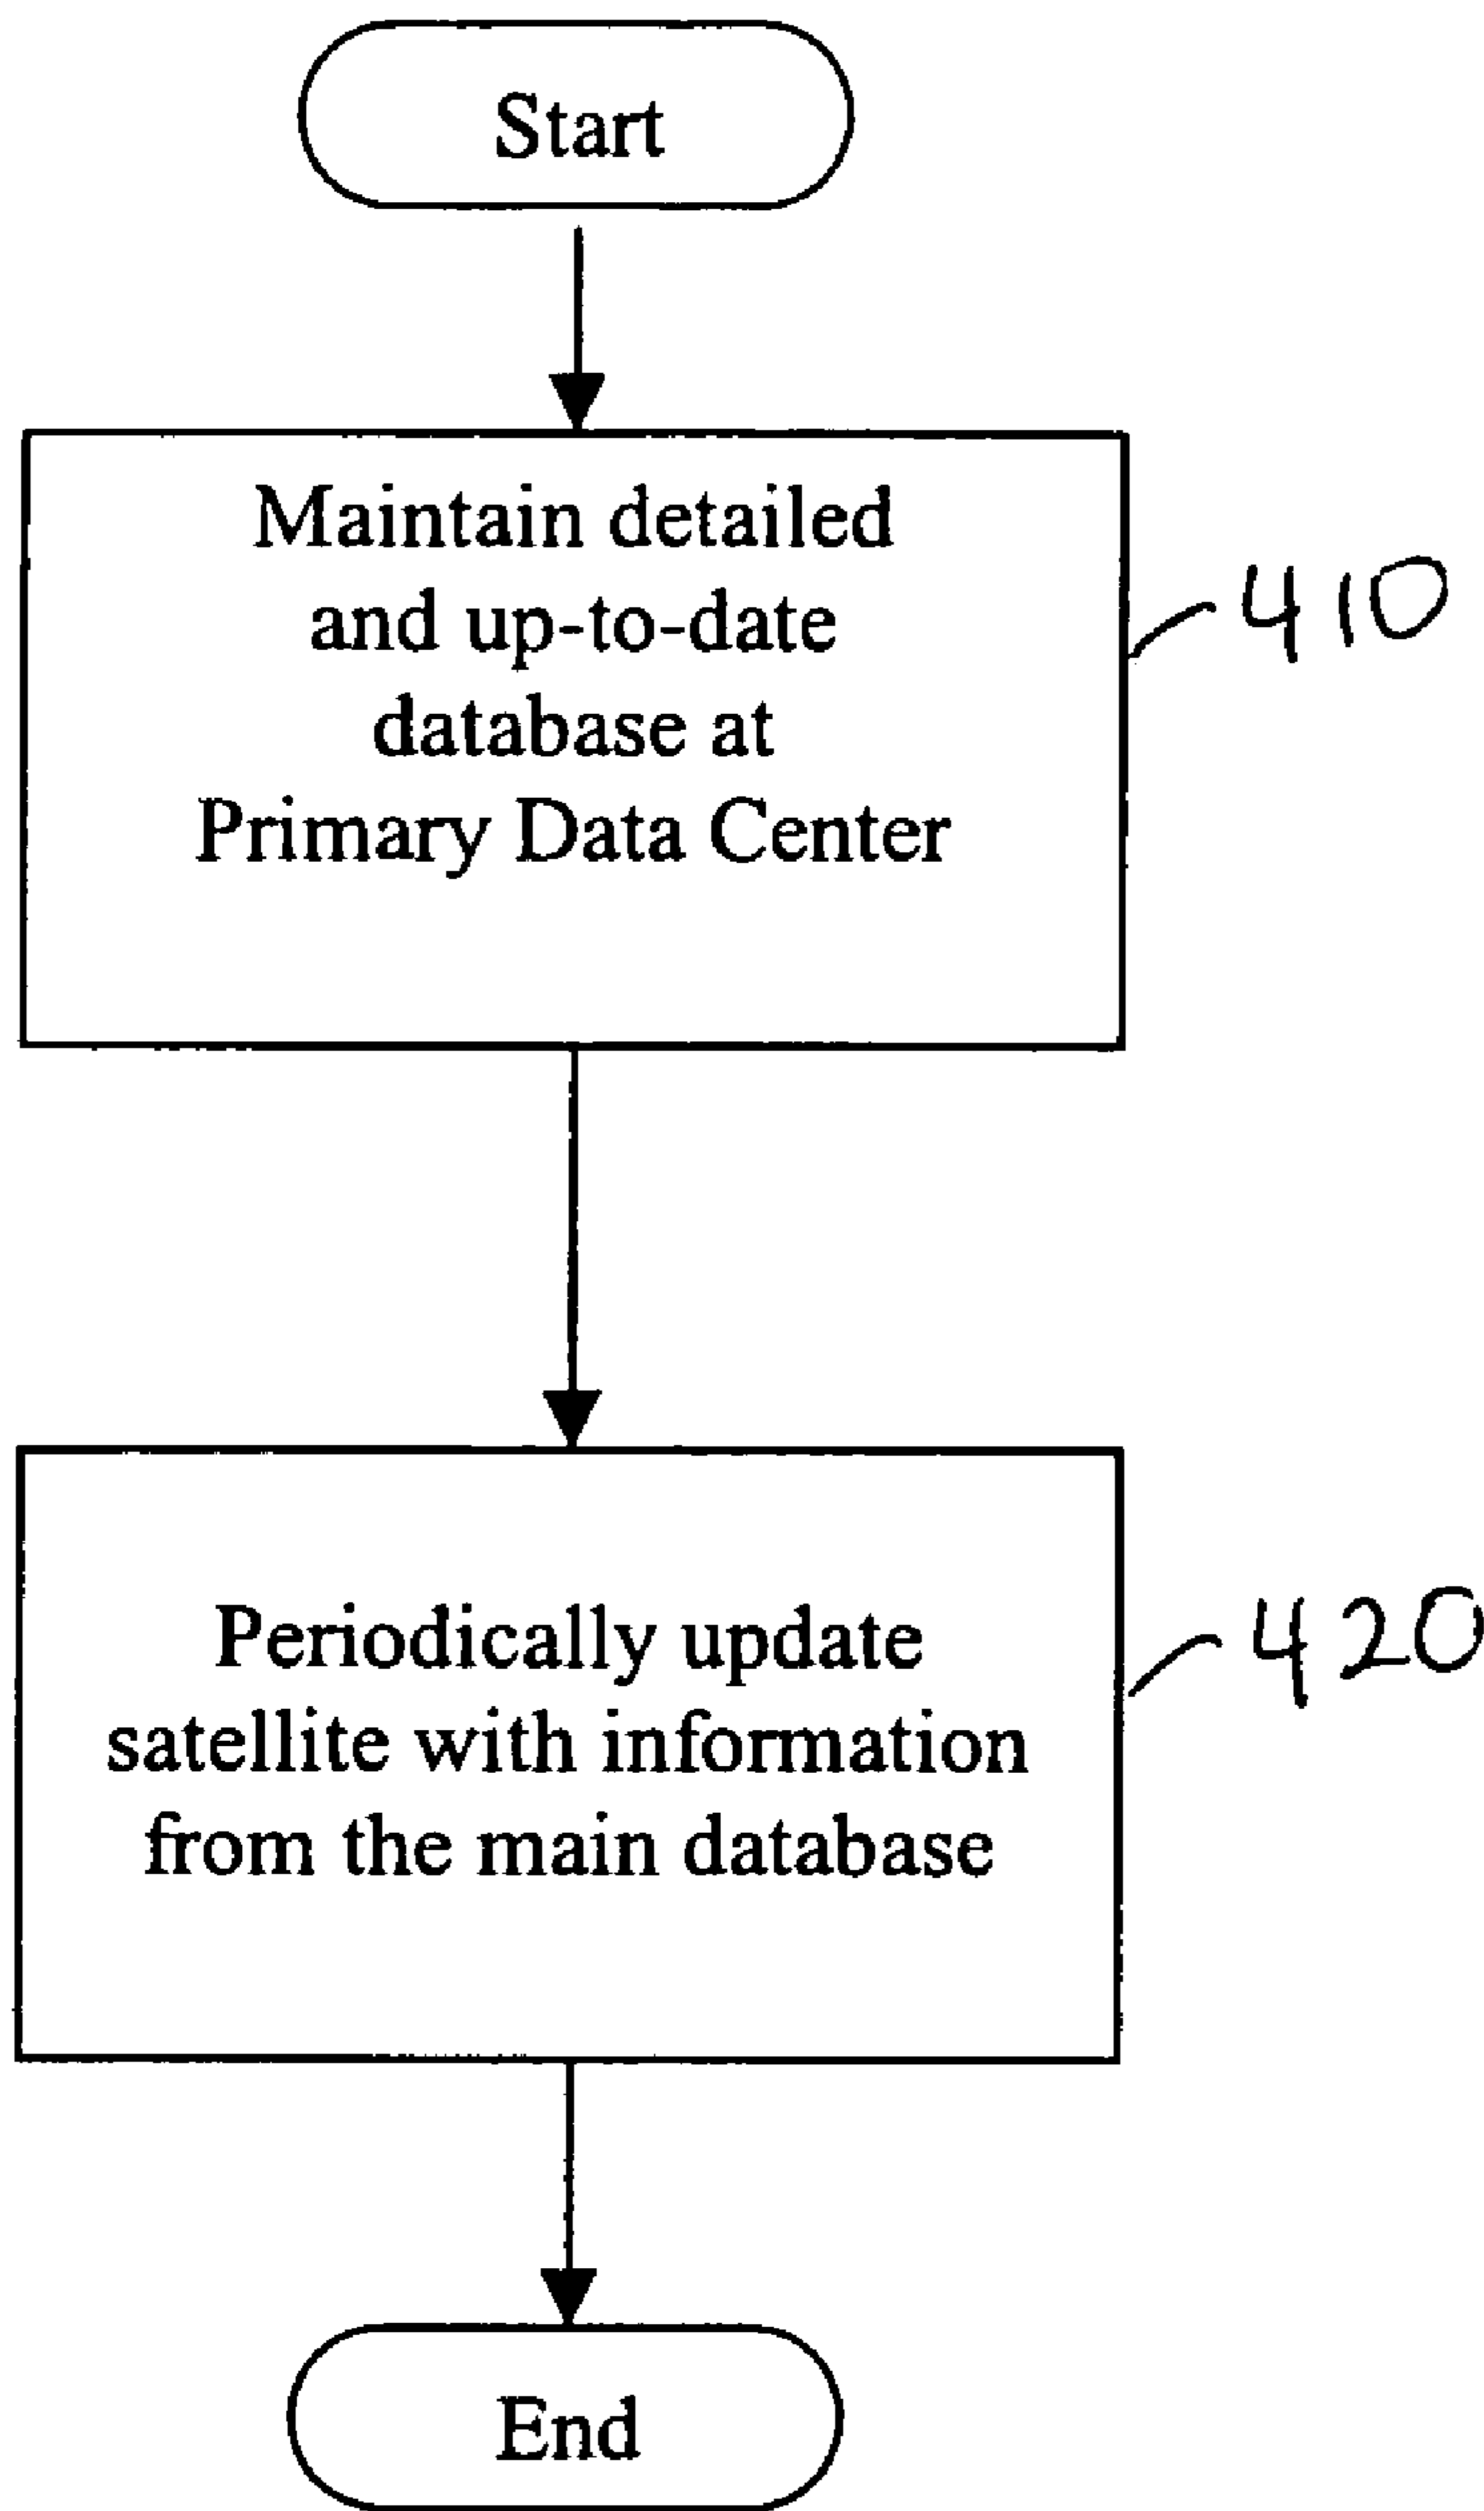 Start
Maintain detailed
and up-to-date
database at
Primary Data Center
410
Periodically update
satellite with information
from the main database
420
End